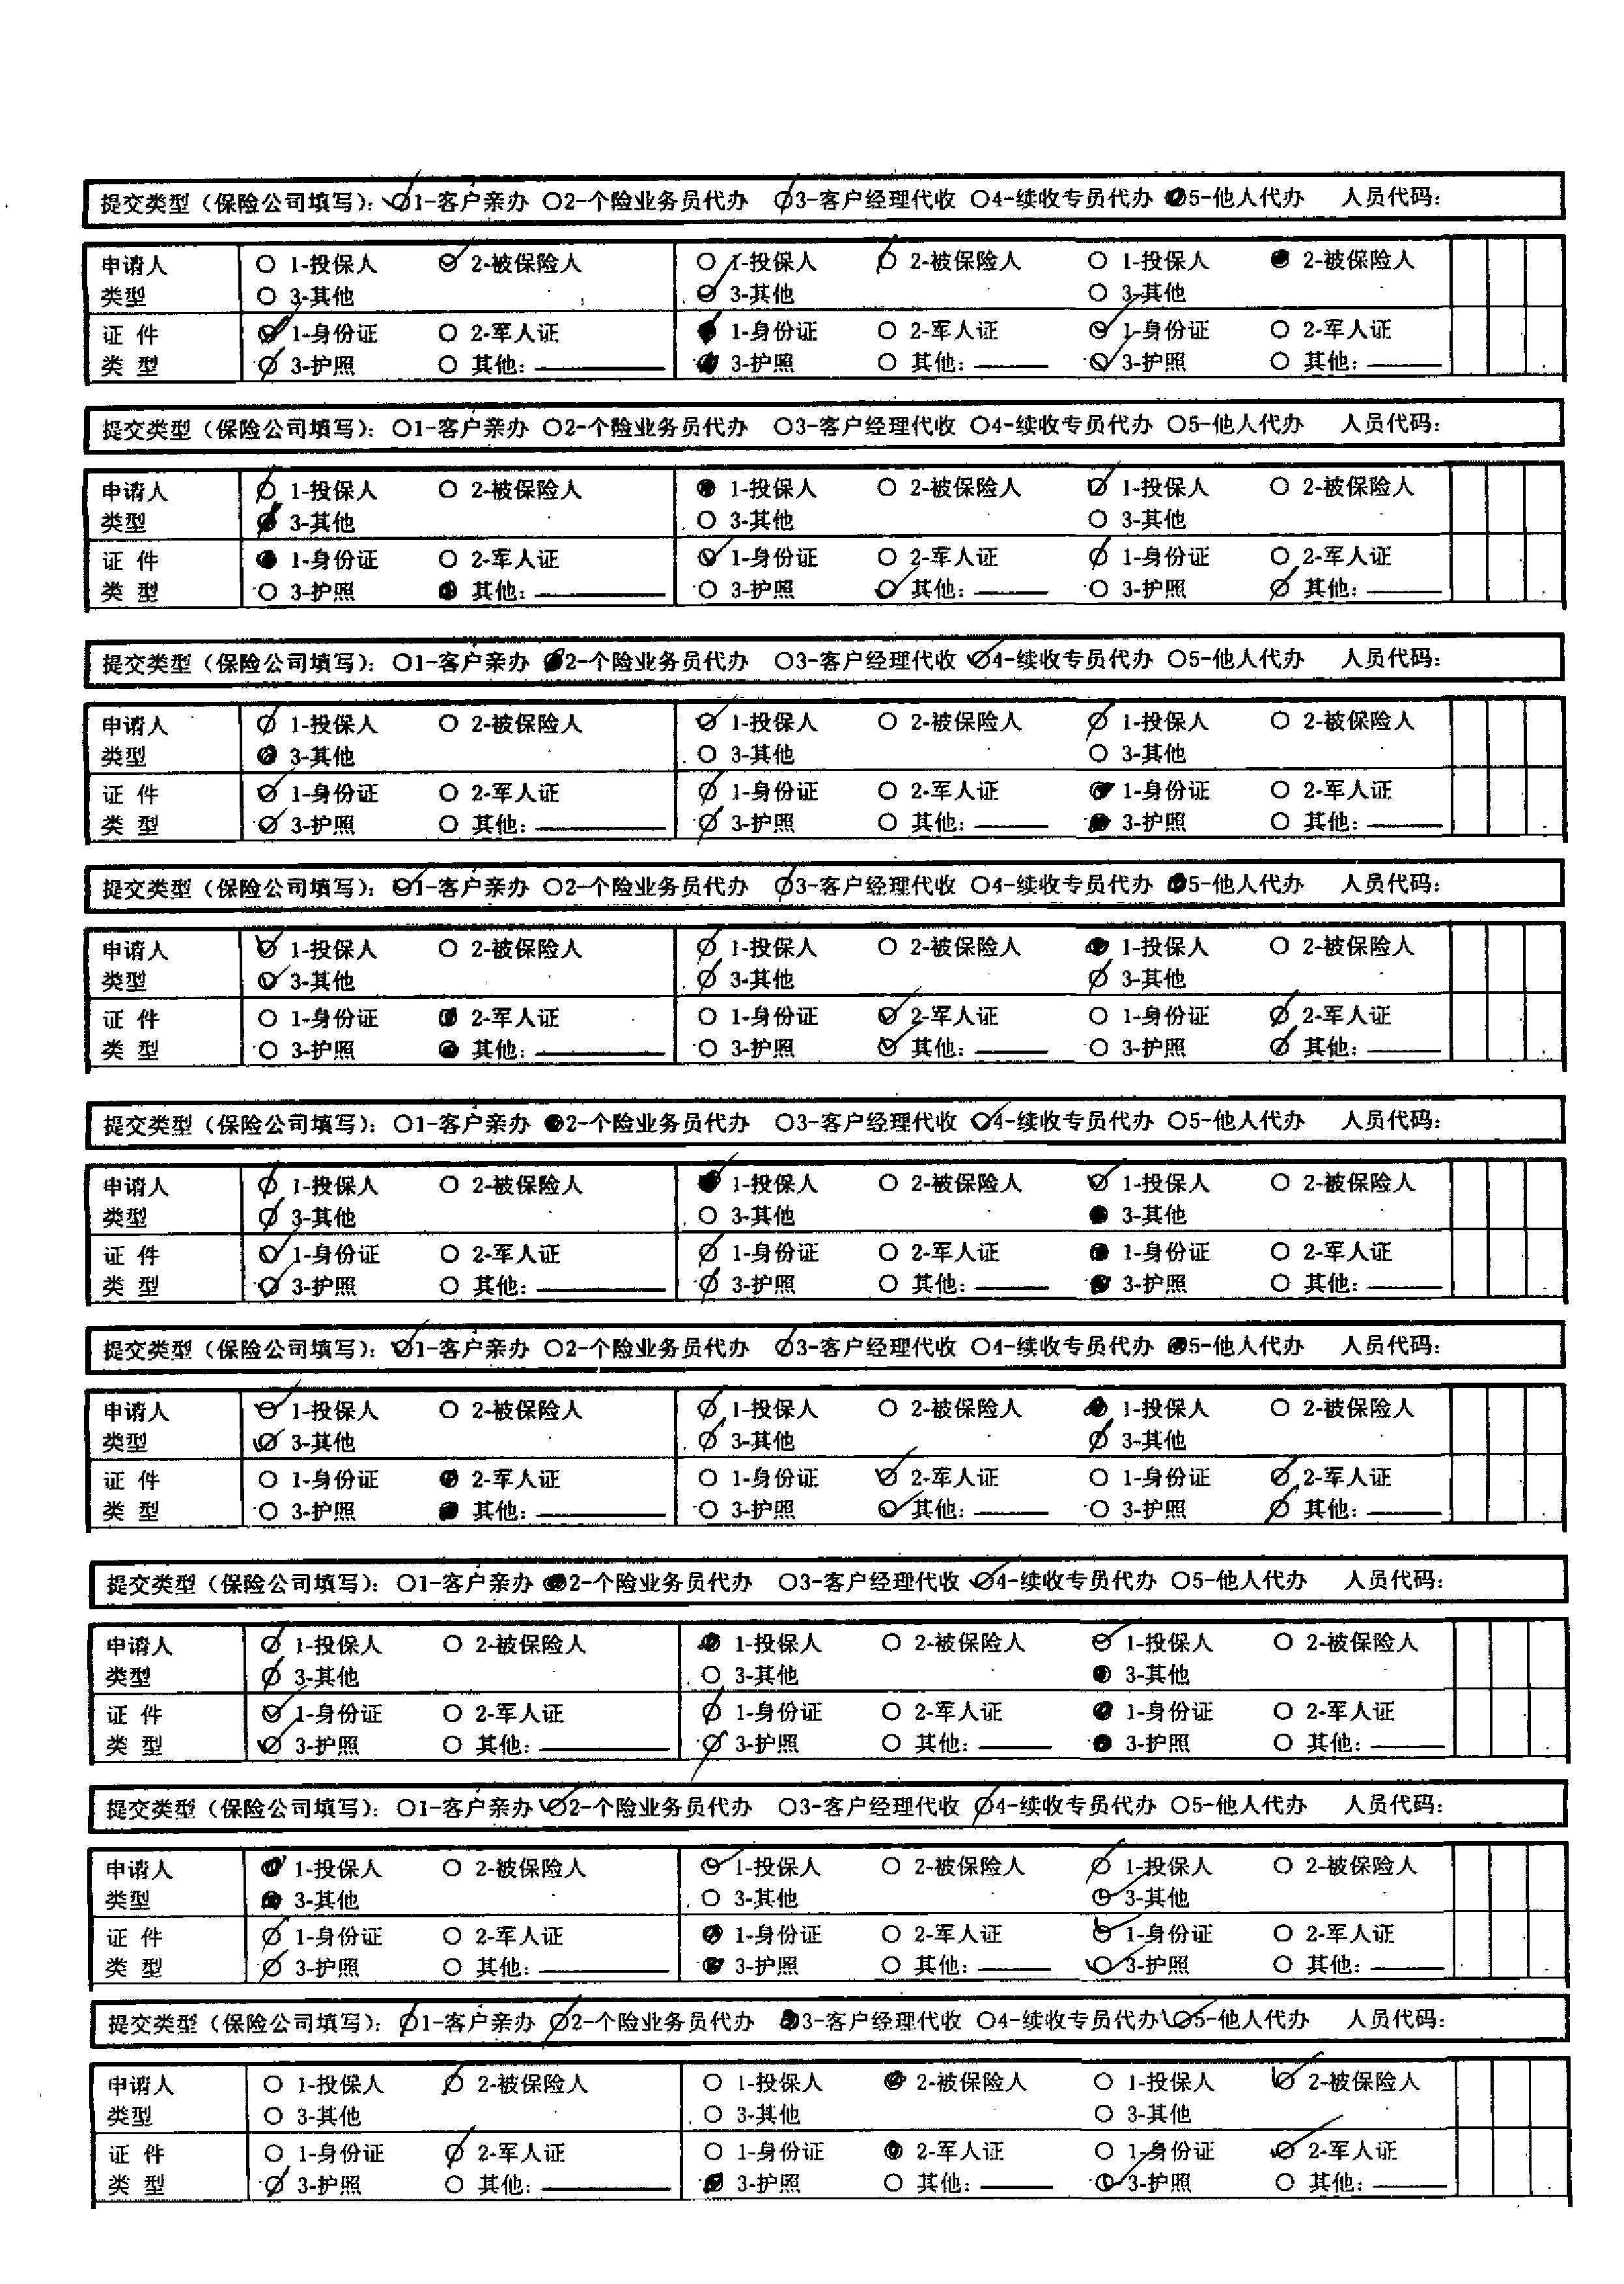 提交类型（保险公司填写）：○1-客户亲办 ○2-个险业务员代办 ○3-客户经理代收 ○4-续收专员代办 ○5-他人代办 人员代码：
申请人 ○ 1-投保人 ○ 2-被保险人 ○ 1-投保人 ○ 2-被保险人 ○ 1-投保人 ○ 2-被保险人
类型 ○ 3-其他 ○ 3-其他 ○ 3-其他
证 件 ○ 1-身份证 ○ 2-军人证 ○ 1-身份证 ○ 2-军人证 ○ 1-身份证 ○ 2-军人证
类 型 ○ 3-护照 ○ 其他： ○ 3-护照 ○ 其他： ○ 3-护照 ○ 其他：
提交类型（保险公司填写）：○1-客户亲办 ○2-个险业务员代办 ○3-客户经理代收 ○4-续收专员代办 ○5-他人代办 人员代码：
申请人 ○ 1-投保人 ○ 2-被保险人 ○ 1-投保人 ○ 2-被保险人 ○ 1-投保人 ○ 2-被保险人
类型 ○ 3-其他 ○ 3-其他 ○ 3-其他
证 件 ○ 1-身份证 ○ 2-军人证 ○ 1-身份证 ○ 2-军人证 ○ 1-身份证 ○ 2-军人证
类 型 ○ 3-护照 ○ 其他： ○ 3-护照 ○ 其他： ○ 3-护照 ○ 其他：
提交类型（保险公司填写）：○1-客户亲办 ○2-个险业务员代办 ○3-客户经理代收 ○4-续收专员代办 ○5-他人代办 人员代码：
申请人 ○ 1-投保人 ○ 2-被保险人 ○ 1-投保人 ○ 2-被保险人 ○ 1-投保人 ○ 2-被保险人
类型 ○ 3-其他 ○ 3-其他 ○ 3-其他
证 件 ○ 1-身份证 ○ 2-军人证 ○ 1-身份证 ○ 2-军人证 ○ 1-身份证 ○ 2-军人证
类 型 ○ 3-护照 ○ 其他： ○ 3-护照 ○ 其他： ○ 3-护照 ○ 其他：
提交类型（保险公司填写）：○1-客户亲办 ○2-个险业务员代办 ○3-客户经理代收 ○4-续收专员代办 ○5-他人代办 人员代码：
申请人 ○ 1-投保人 ○ 2-被保险人 ○ 1-投保人 ○ 2-被保险人 ○ 1-投保人 ○ 2-被保险人
类型 ○ 3-其他 ○ 3-其他 ○ 3-其他
证 件 ○ 1-身份证 ○ 2-军人证 ○ 1-身份证 ○ 2-军人证 ○ 1-身份证 ○ 2-军人证
类 型 ○ 3-护照 ○ 其他： ○ 3-护照 ○ 其他： ○ 3-护照 ○ 其他：
提交类型（保险公司填写）：○1-客户亲办 ○2-个险业务员代办 ○3-客户经理代收 ○4-续收专员代办 ○5-他人代办 人员代码：
申请人 ○ 1-投保人 ○ 2-被保险人 ○ 1-投保人 ○ 2-被保险人 ○ 1-投保人 ○ 2-被保险人
类型 ○ 3-其他 ○ 3-其他 ○ 3-其他
证 件 ○ 1-身份证 ○ 2-军人证 ○ 1-身份证 ○ 2-军人证 ○ 1-身份证 ○ 2-军人证
类 型 ○ 3-护照 ○ 其他： ○ 3-护照 ○ 其他： ○ 3-护照 ○ 其他：
提交类型（保险公司填写）：○1-客户亲办 ○2-个险业务员代办 ○3-客户经理代收 ○4-续收专员代办 ○5-他人代办 人员代码：
申请人 ○ 1-投保人 ○ 2-被保险人 ○ 1-投保人 ○ 2-被保险人 ○ 1-投保人 ○ 2-被保险人
类型 ○ 3-其他 ○ 3-其他 ○ 3-其他
证 件 ○ 1-身份证 ○ 2-军人证 ○ 1-身份证 ○ 2-军人证 ○ 1-身份证 ○ 2-军人证
类 型 ○ 3-护照 ○ 其他： ○ 3-护照 ○ 其他： ○ 3-护照 ○ 其他：
提交类型（保险公司填写）：○1-客户亲办 ○2-个险业务员代办 ○3-客户经理代收 ○4-续收专员代办 ○5-他人代办 人员代码：
申请人 ○ 1-投保人 ○ 2-被保险人 ○ 1-投保人 ○ 2-被保险人 ○ 1-投保人 ○ 2-被保险人
类型 ○ 3-其他 ○ 3-其他 ○ 3-其他
证 件 ○ 1-身份证 ○ 2-军人证 ○ 1-身份证 ○ 2-军人证 ○ 1-身份证 ○ 2-军人证
类 型 ○ 3-护照 ○ 其他： ○ 3-护照 ○ 其他： ○ 3-护照 ○ 其他：
提交类型（保险公司填写）：○1-客户亲办 ○2-个险业务员代办 ○3-客户经理代收 ○4-续收专员代办 ○5-他人代办 人员代码：
申请人 ○ 1-投保人 ○ 2-被保险人 ○ 1-投保人 ○ 2-被保险人 ○ 1-投保人 ○ 2-被保险人
类型 ○ 3-其他 ○ 3-其他 ○ 3-其他
证 件 ○ 1-身份证 ○ 2-军人证 ○ 1-身份证 ○ 2-军人证 ○ 1-身份证 ○ 2-军人证
类 型 ○ 3-护照 ○ 其他： ○ 3-护照 ○ 其他： ○ 3-护照 ○ 其他：
提交类型（保险公司填写）：○1-客户亲办 ○2-个险业务员代办 ○3-客户经理代收 ○4-续收专员代办 ○5-他人代办 人员代码：
申请人 ○ 1-投保人 ○ 2-被保险人 ○ 1-投保人 ○ 2-被保险人 ○ 1-投保人 ○ 2-被保险人
类型 ○ 3-其他 ○ 3-其他 ○ 3-其他
证 件 ○ 1-身份证 ○ 2-军人证 ○ 1-身份证 ○ 2-军人证 ○ 1-身份证 ○ 2-军人证
类 型 ○ 3-护照 ○ 其他： ○ 3-护照 ○ 其他： ○ 3-护照 ○ 其他：